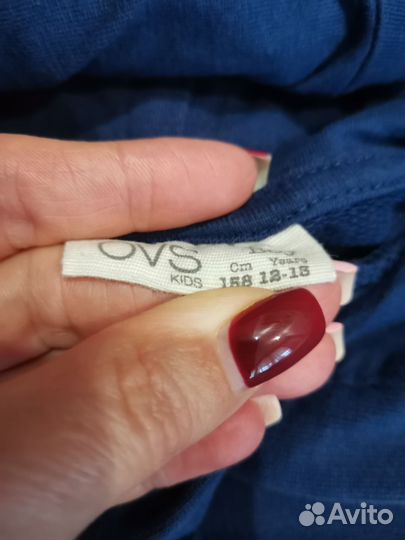 OVS
KIDS
Cm Years
158 12-13
Avito